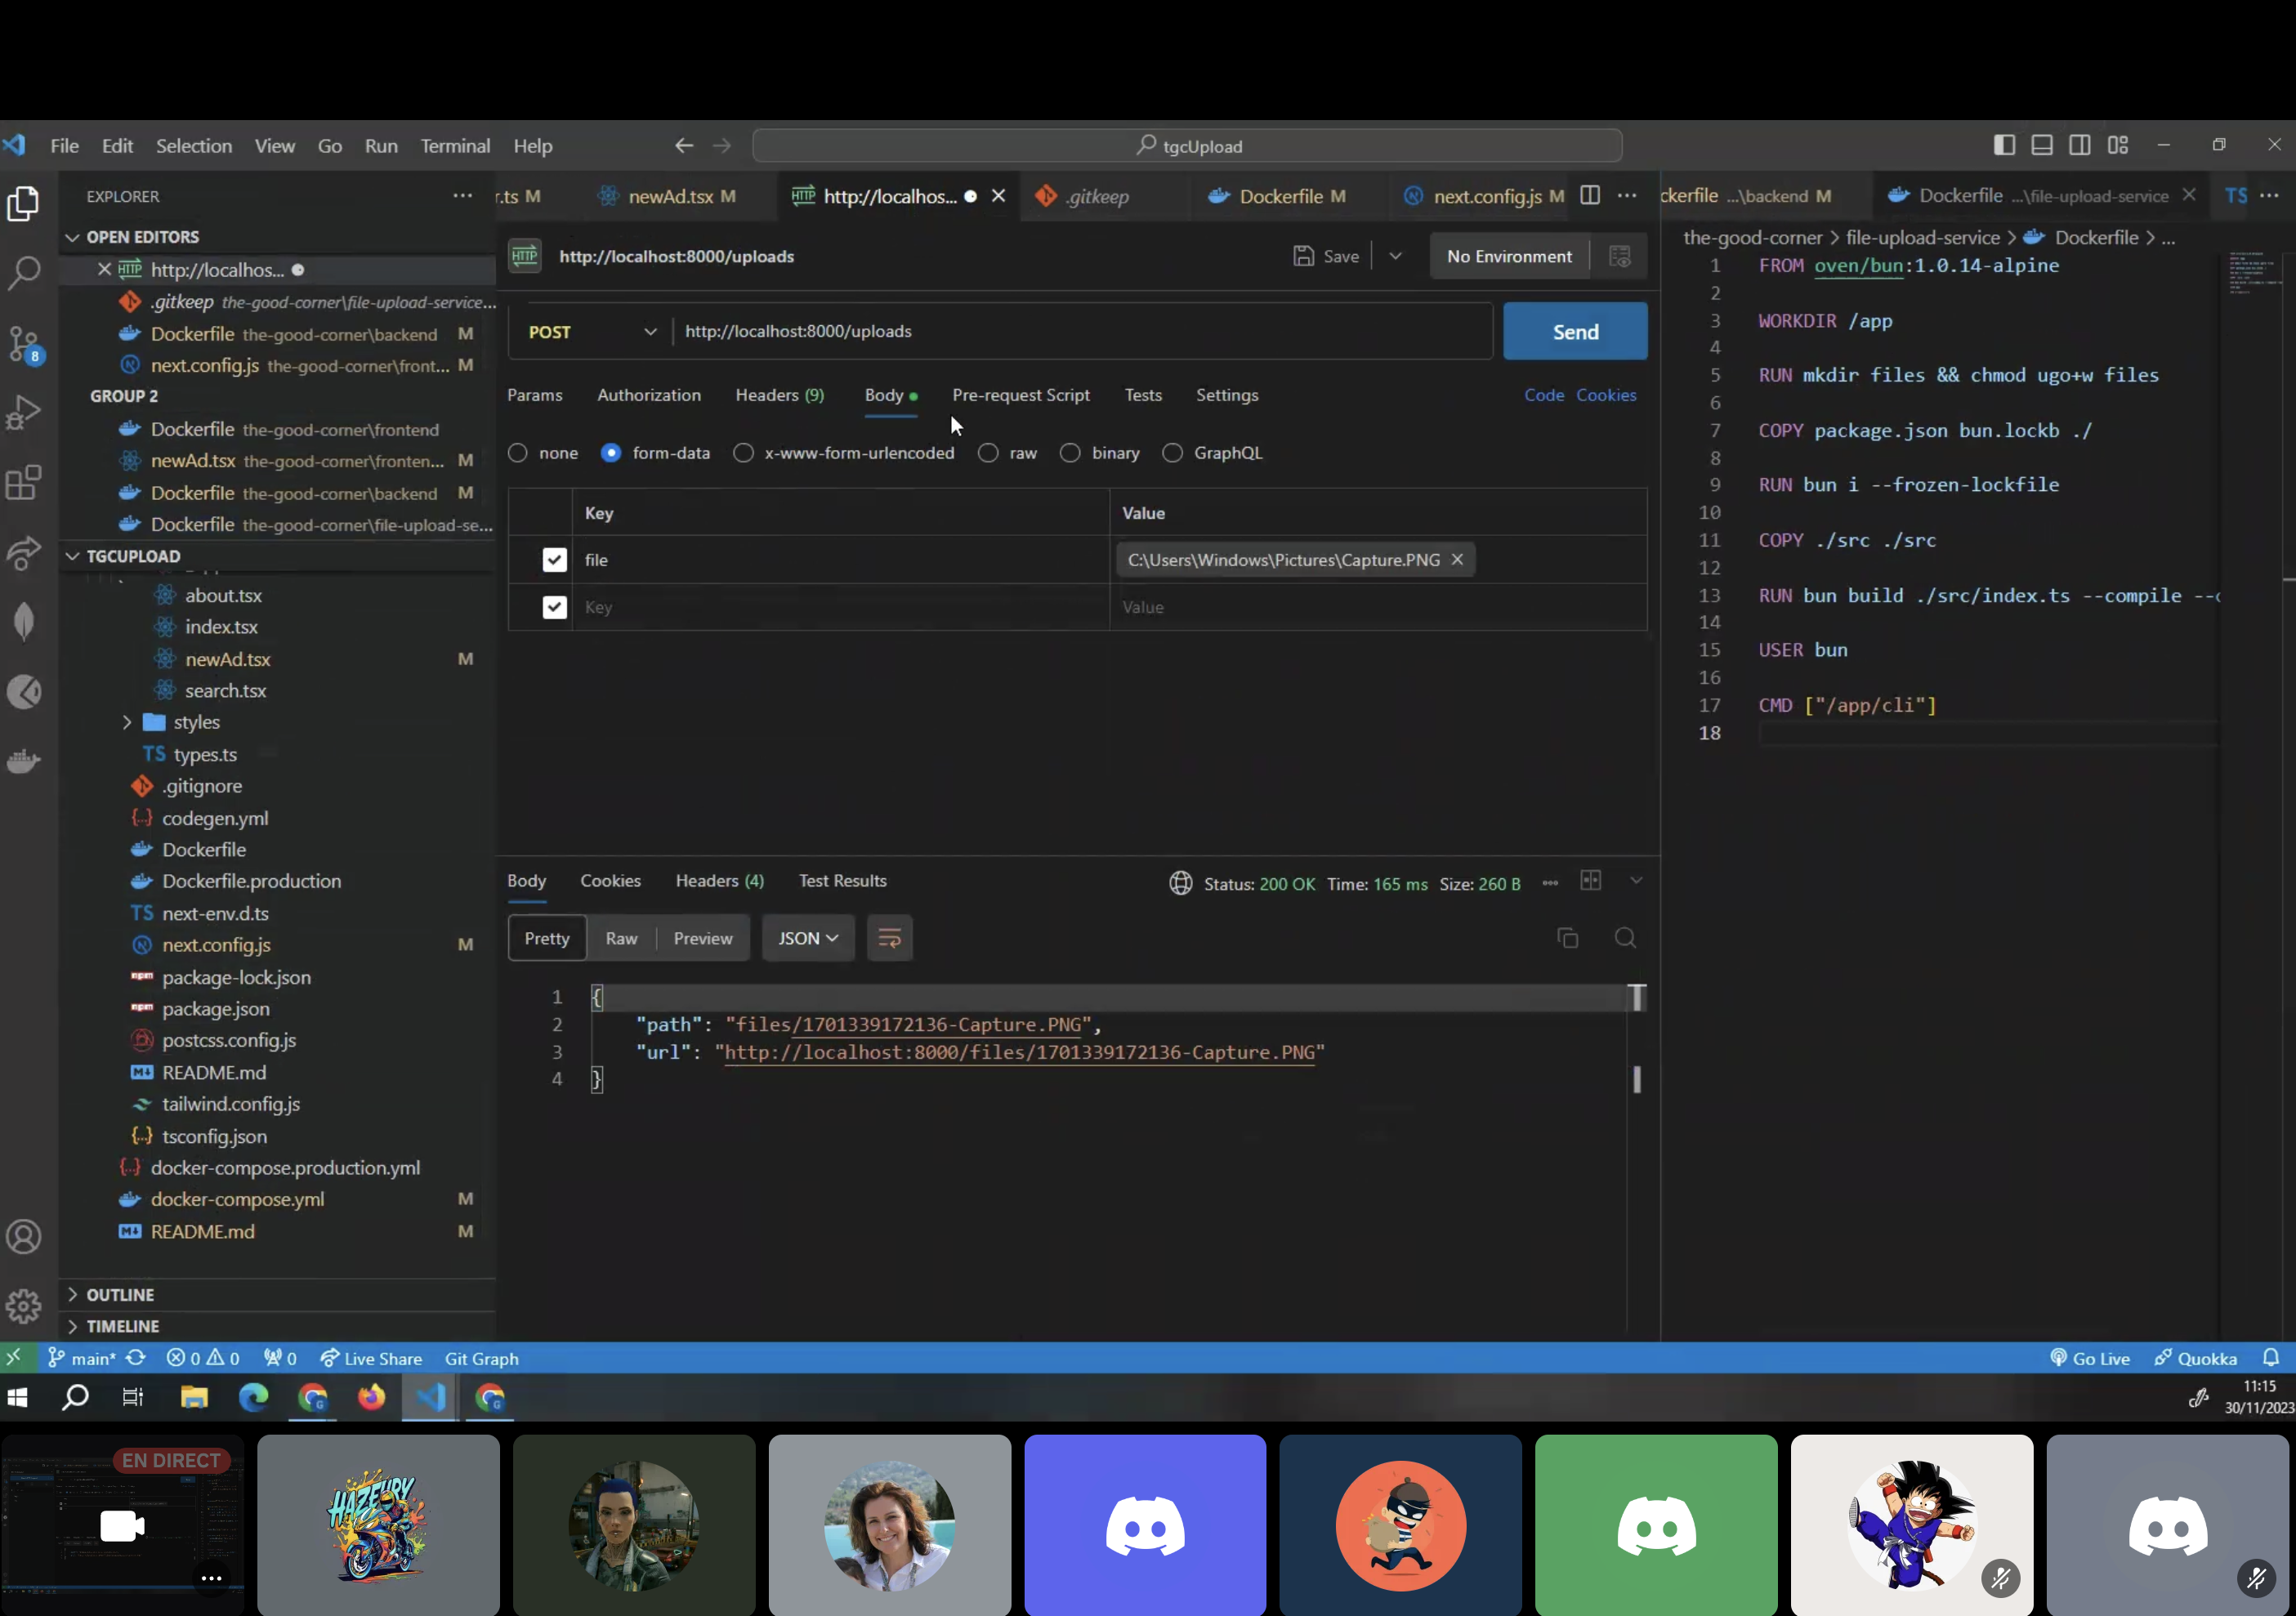 File Edit Selection View Go Run Terminal Help
tgcUpload
EXPLORER
OPEN EDITORS
http://localhos...
.gitkeep the-good-corner\file-upload-service...
Dockerfile the-good-corner\backend M
next.config.js the-good-corner\front... M
GROUP 2
Dockerfile the-good-corner\frontend
newAd.tsx the-good-corner\fronten... M
Dockerfile the-good-corner\backend M
Dockerfile the-good-corner\file-upload-se...
TGCUPLOAD
about.tsx
index.tsx
newAd.tsx M
search.tsx
styles
TS types.ts
.gitignore
codegen.yml
Dockerfile
Dockerfile.production
TS next-env.d.ts
next.config.js M
package-lock.json
package.json
postcss.config.js
README.md
tailwind.config.js
tsconfig.json
docker-compose.production.yml
docker-compose.yml M
README.md M
OUTLINE
TIMELINE
8
r.ts M newAd.tsx M HTTP http://localhos... .gitkeep Dockerfile M next.config.js M
HTTP http://localhost:8000/uploads Save No Environment
POST http://localhost:8000/uploads Send
Params Authorization Headers (9) Body Pre-request Script Tests Settings Code Cookies
none form-data x-www-form-urlencoded raw binary GraphQL
Key Value
file C:\Users\Windows\Pictures\Capture.PNG
Key Value
Body Cookies Headers (4) Test Results Status: 200 OK Time: 165 ms Size: 260 B
Pretty Raw Preview JSON
1 {
2 "path": "files/1701339172136-Capture.PNG",
3 "url": "http://localhost:8000/files/1701339172136-Capture.PNG"
4 }
ckerfile ...\backend M Dockerfile ...\file-upload-service TS
the-good-corner > file-upload-service > Dockerfile > ...
1 FROM oven/bun:1.0.14-alpine
2
3 WORKDIR /app
4
5 RUN mkdir files && chmod ugo+w files
6
7 COPY package.json bun.lockb ./
8
9 RUN bun i --frozen-lockfile
10
11 COPY ./src ./src
12
13 RUN bun build ./src/index.ts --compile --
14
15 USER bun
16
17 CMD ["/app/cli"]
18
main* 0 0 0 Live Share Git Graph Go Live Quokka
11:15
30/11/2023
EN DIRECT
HAZEURY